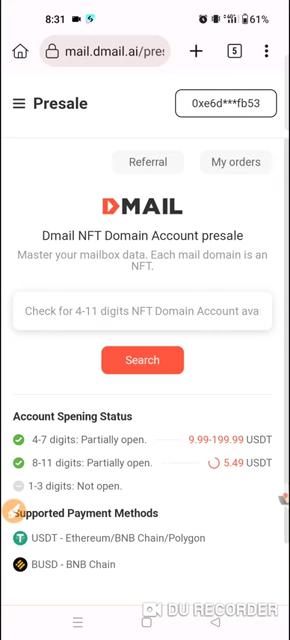 8:31 61%
mail.dmail.ai/pres 5
Presale 0xe6d***fb53
Referral My orders
DMAIL
Dmail NFT Domain Account presale
Master your mailbox data. Each mail domain is an
NFT.
Check for 4-11 digits NFT Domain Account ava
Search
Account Spening Status
4-7 digits: Partially open. 9.99-199.99 USDT
8-11 digits: Partially open. 5.49 USDT
1-3 digits: Not open.
Supported Payment Methods
USDT - Ethereum/BNB Chain/Polygon
BUSD - BNB Chain
DU RECORDER